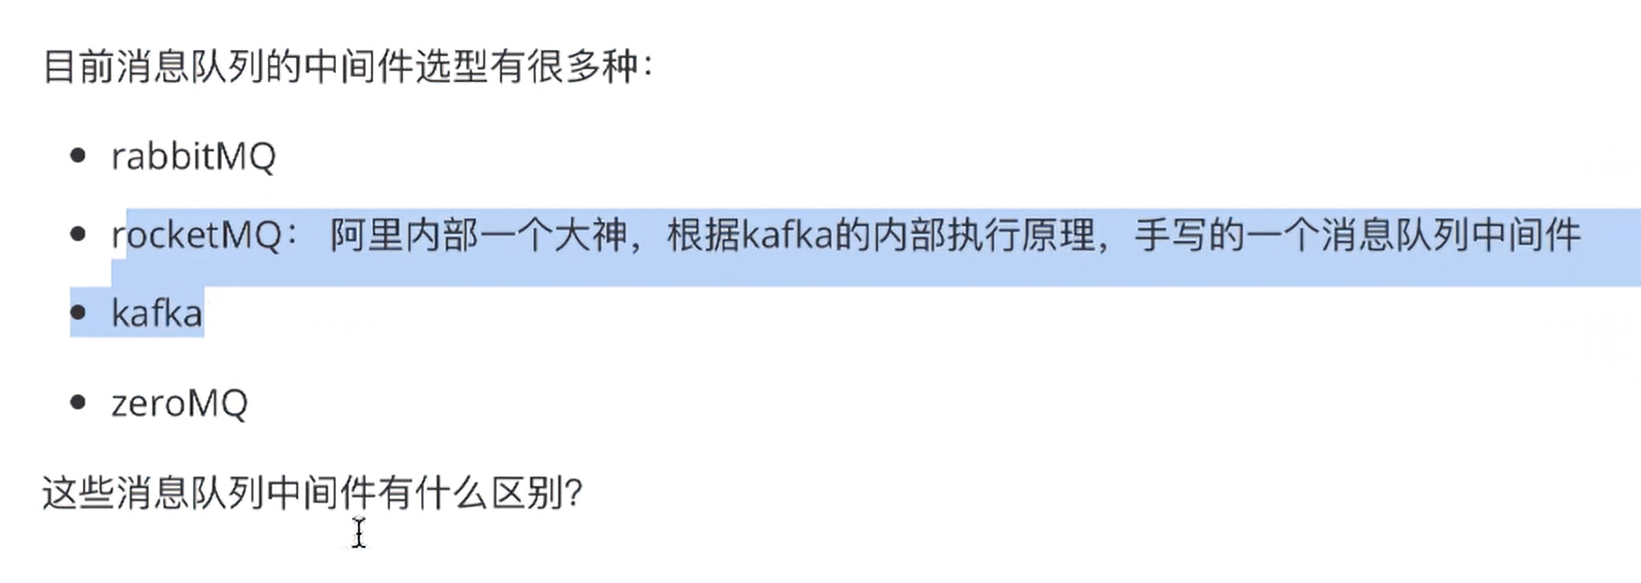 目前消息队列的中间件选型有很多种：
• rabbitMQ
• rocketMQ： 阿里内部一个大神，根据kafka的内部执行原理，手写的一个消息队列中间件
• kafka
• zeroMQ
这些消息队列中间件有什么区别？